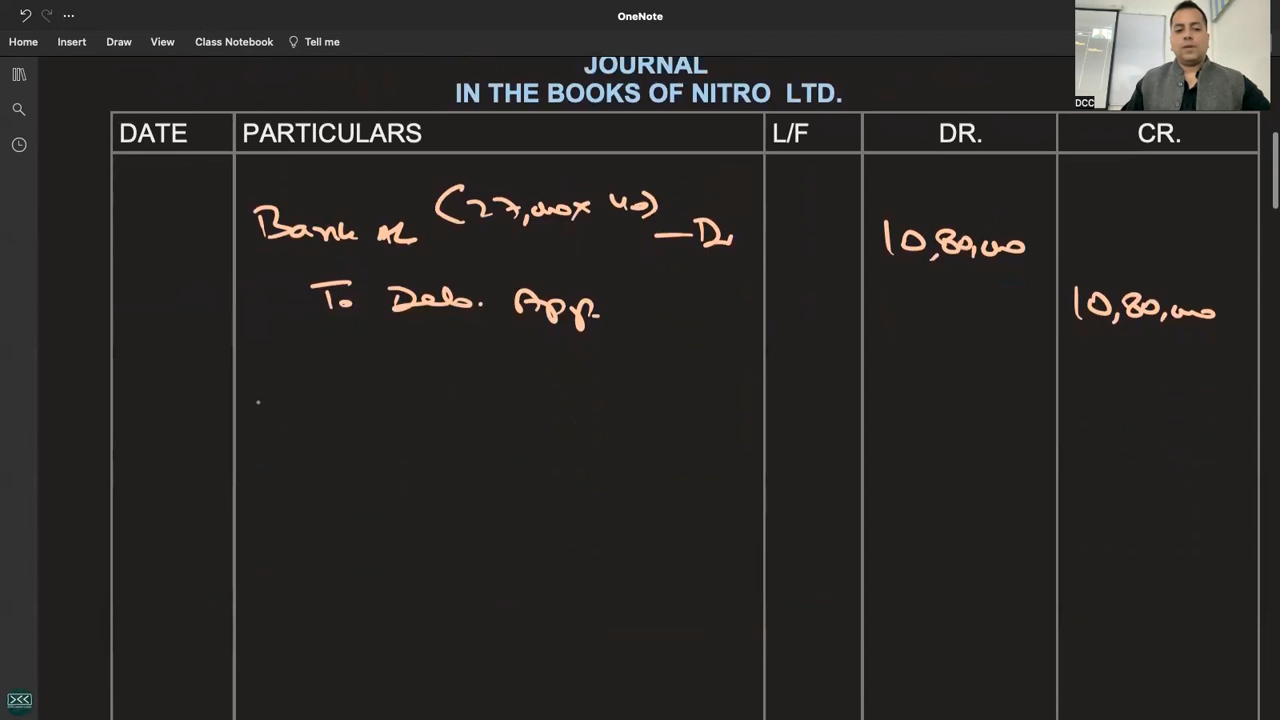 OneNote
Home Insert Draw View Class Notebook Tell me
DCC
JOURNAL
IN THE BOOKS OF NITRO LTD.
DATE PARTICULARS L/F DR. CR.
Bank Ac (27,000 x 40) — Dr 10,80,000
To Deb. App. 10,80,000